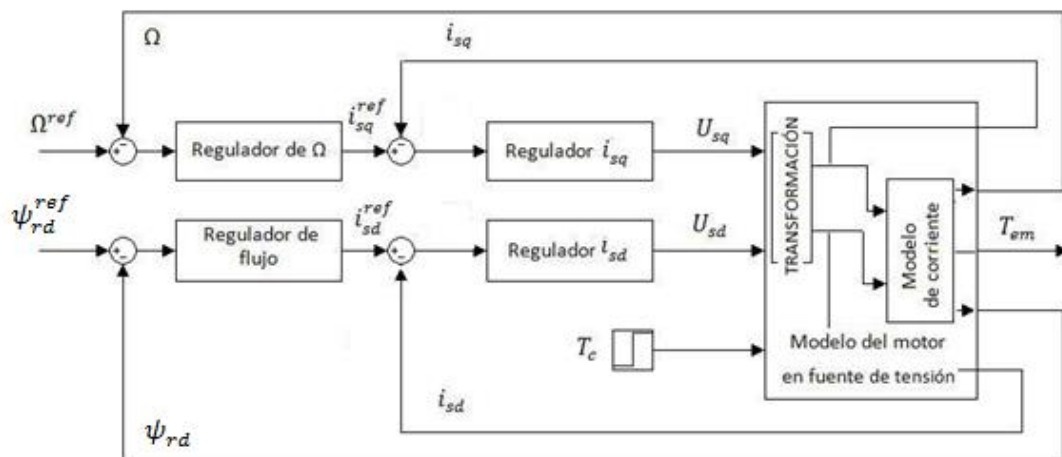 Ω
i_sq
Ω^ref
Regulador de Ω
i_sq^ref
Regulador i_sq
U_sq
ψ_rd^ref
Regulador de
flujo
i_sd^ref
Regulador i_sd
U_sd
TRANSFORMACIÓN
Modelo
de corriente
T_em
T_c
Modelo del motor
en fuente de tensión
i_sd
ψ_rd